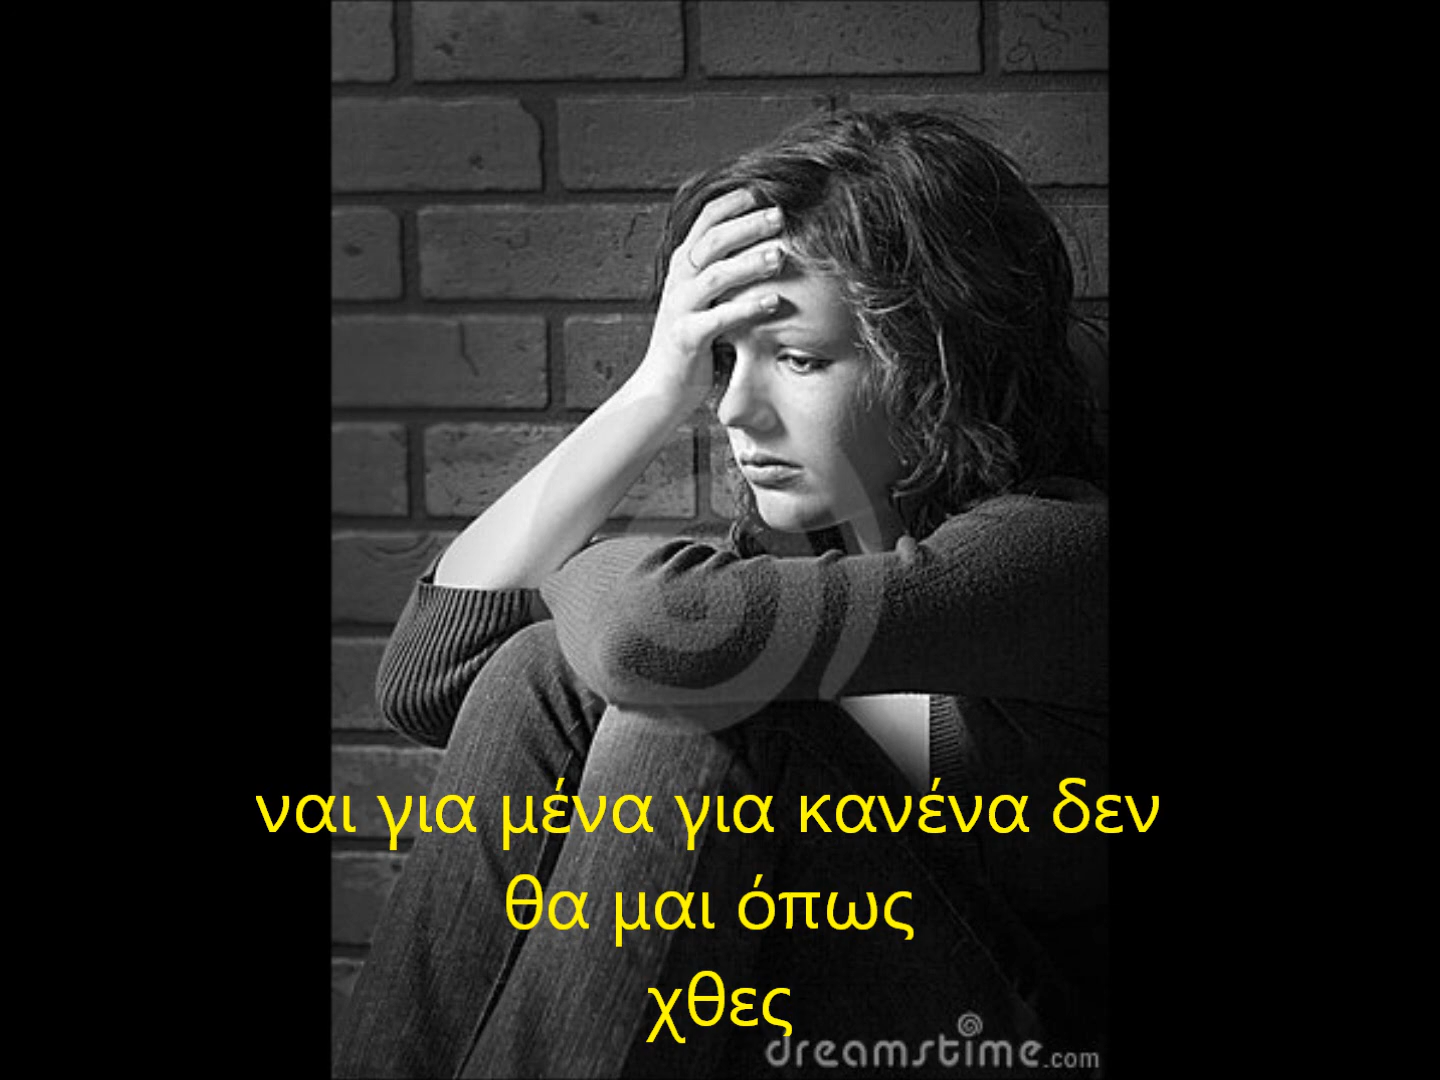 ναι για μένα για κανένα δεν
θα μαι όπως
χθες
dreamstime.com